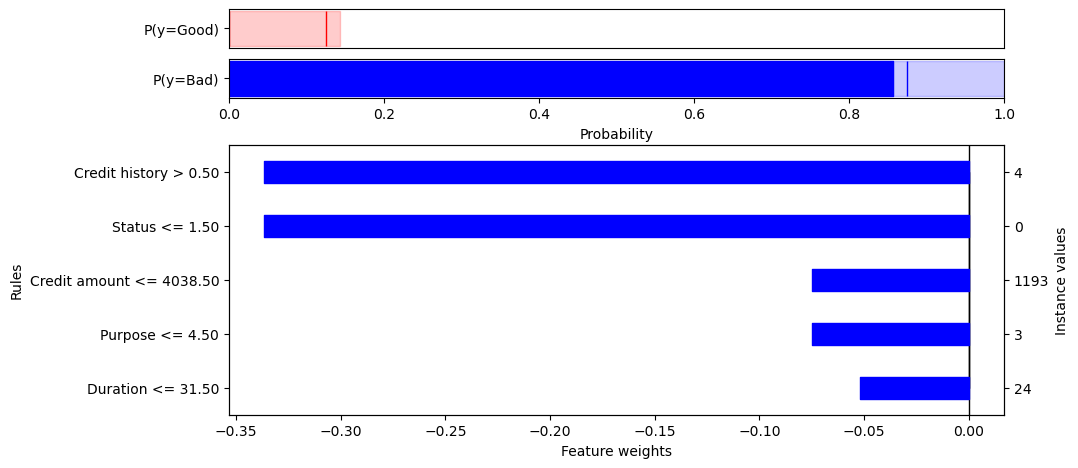 P(y=Good)
P(y=Bad)
0.0 0.2 0.4 0.6 0.8 1.0
Probability
Rules
Credit history > 0.50 4
Status <= 1.50 0
Credit amount <= 4038.50 1193
Purpose <= 4.50 3
Duration <= 31.50 24
Instance values
−0.35 −0.30 −0.25 −0.20 −0.15 −0.10 −0.05 0.00
Feature weights